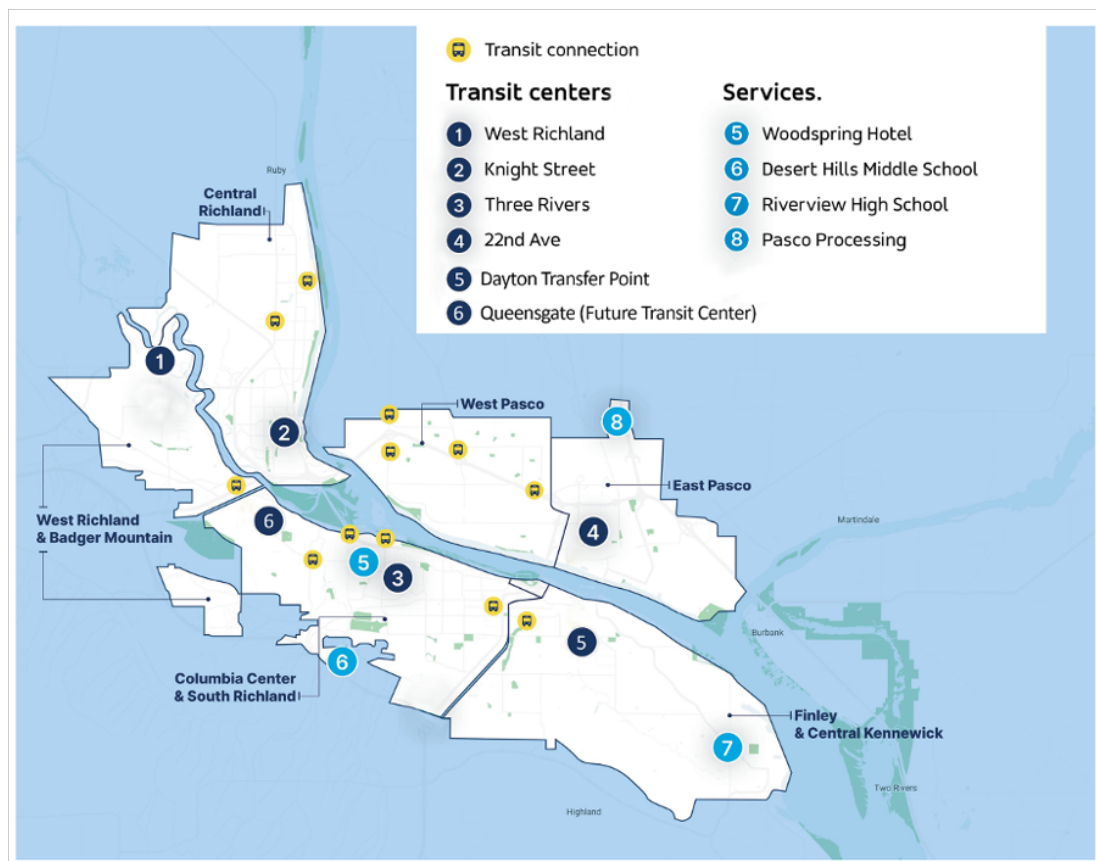 Transit connection
Transit centers
1 West Richland
2 Knight Street
3 Three Rivers
4 22nd Ave
5 Dayton Transfer Point
6 Queensgate (Future Transit Center)
Services.
5 Woodspring Hotel
6 Desert Hills Middle School
7 Riverview High School
8 Pasco Processing
Ruby
Central
Richland
1
2
West Pasco
8
East Pasco
West Richland
& Badger Mountain
6
4
Martindale
5
3
5
6
Burbank
Columbia Center
& South Richland
Finley
& Central Kennewick
7
Two Rivers
Highland